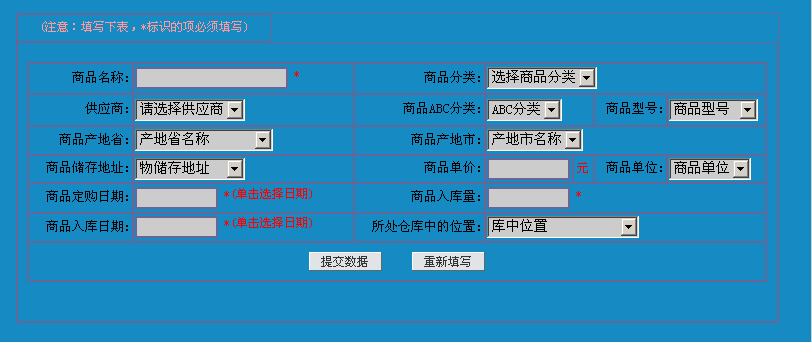 (注意：填写下表，*标识的项必须填写)
商品名称： * 商品分类： 选择商品分类
供应商： 请选择供应商 商品ABC分类： ABC分类 商品型号： 商品型号
商品产地省： 产地省名称 商品产地市： 产地市名称
商品储存地址： 物储存地址 商品单价： 元 商品单位： 商品单位
商品定购日期： *(单击选择日期) 商品入库量： *
商品入库日期： *(单击选择日期) 所处仓库中的位置： 库中位置
提交数据 重新填写